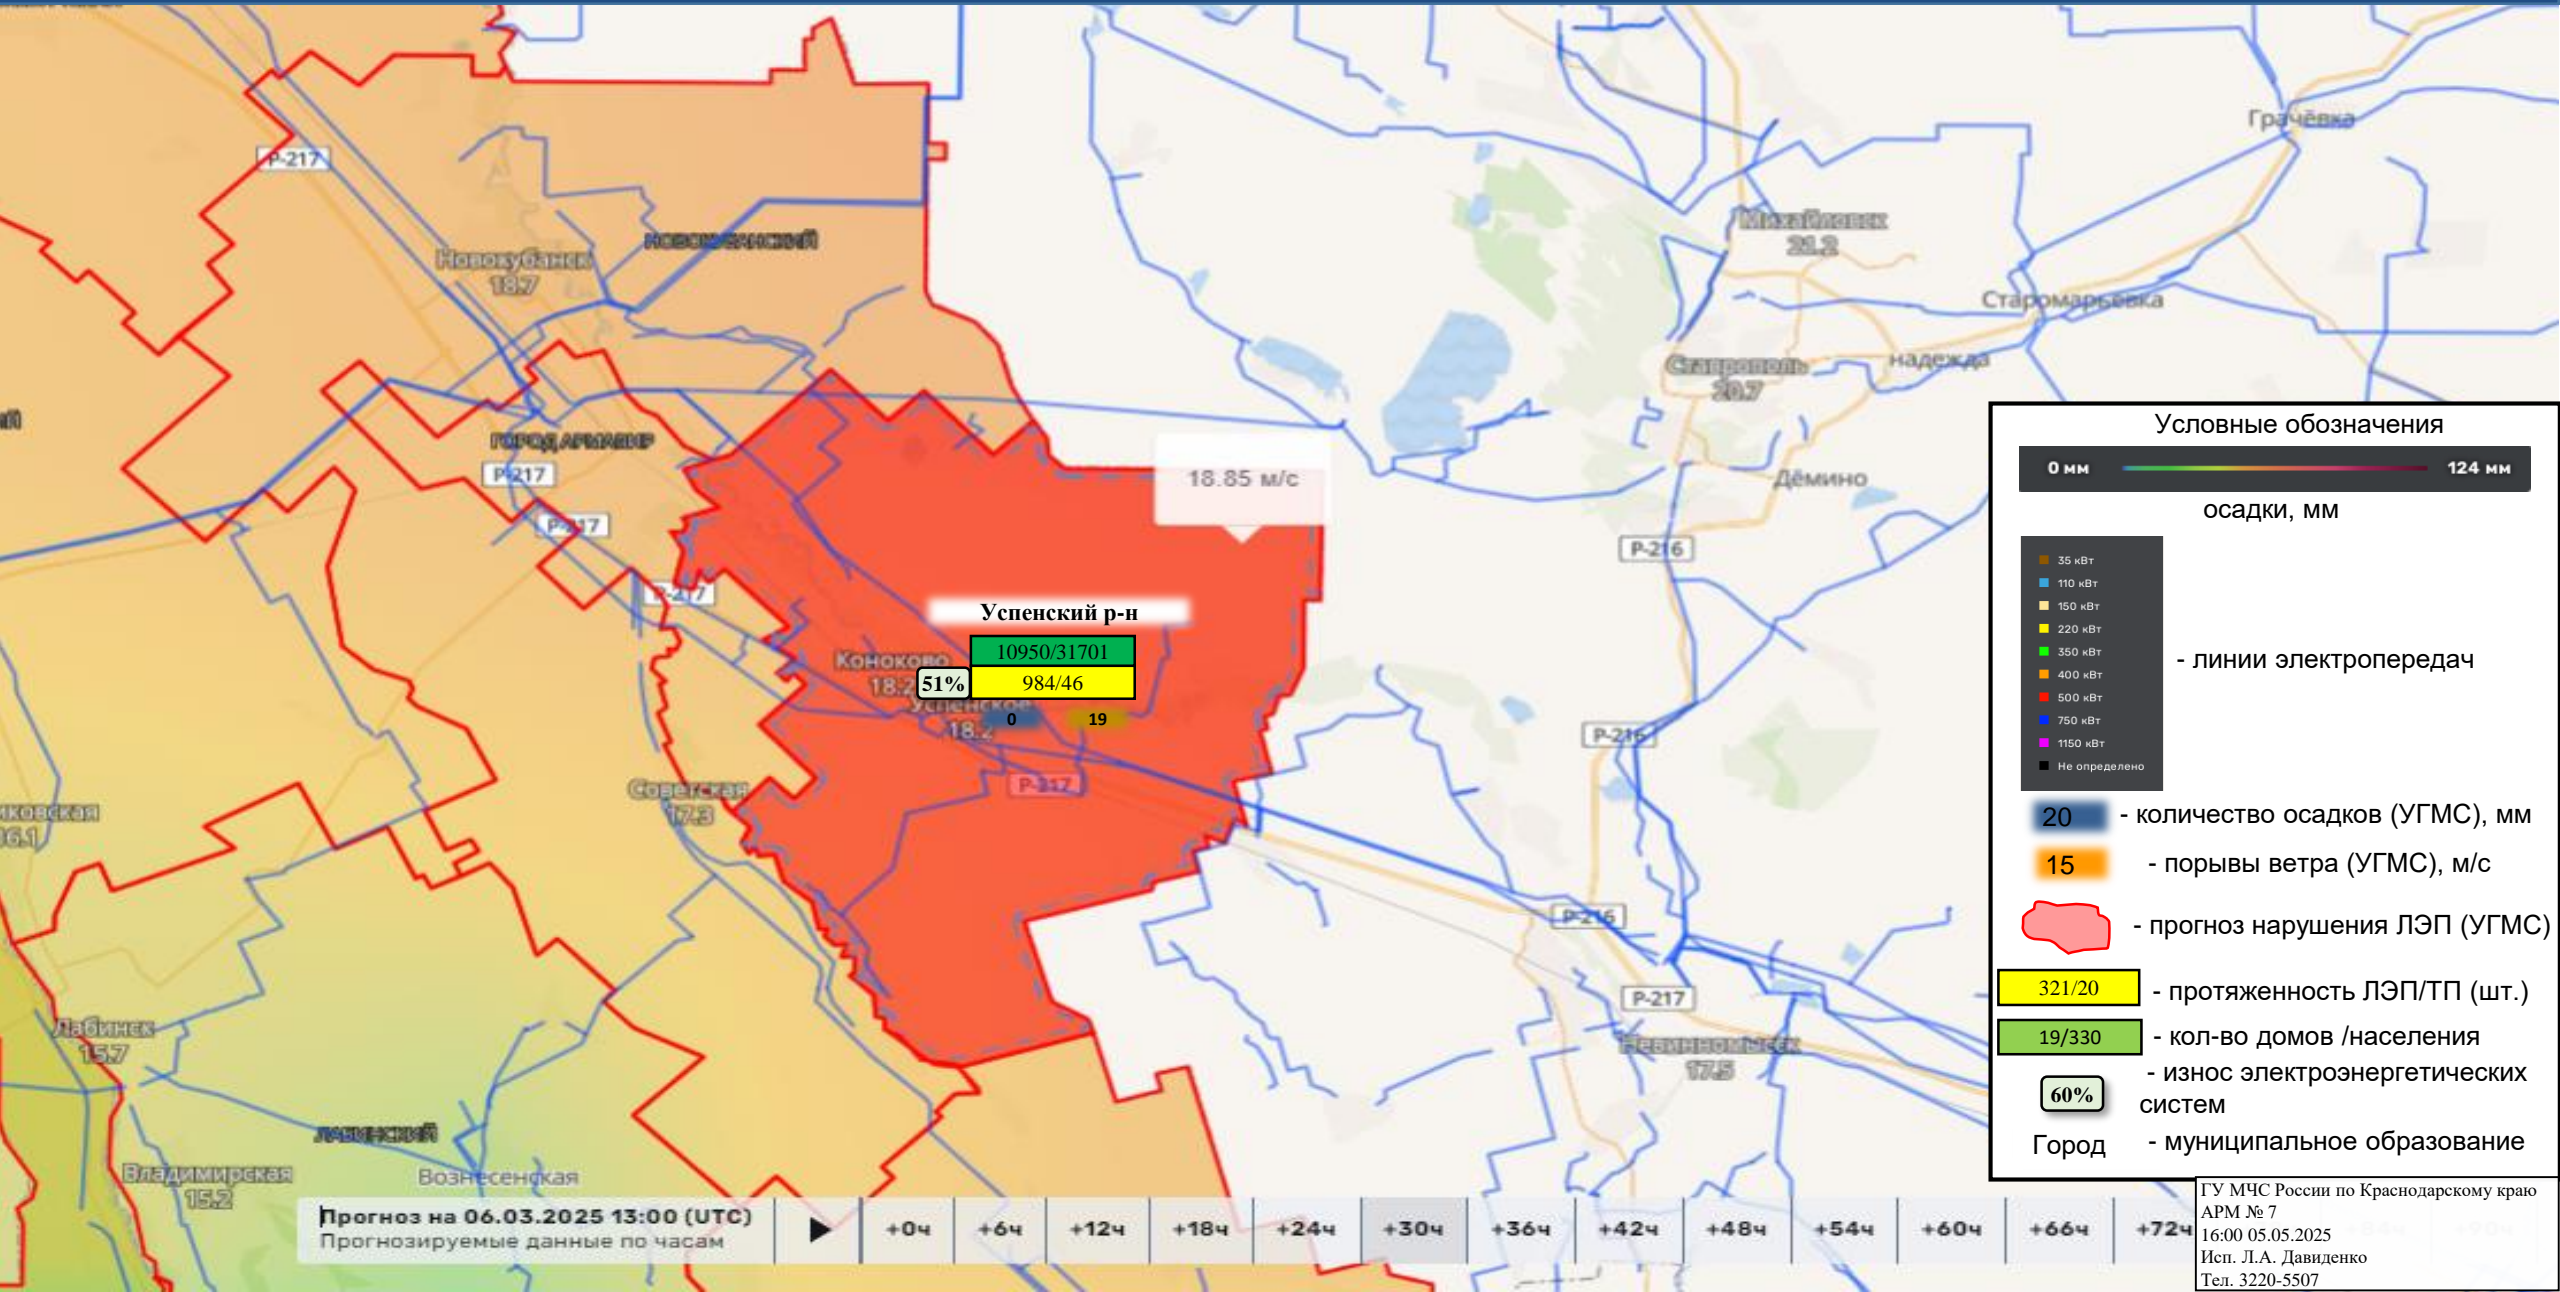 Р-217
Новокубанск
18.7
НОВОКУБАНСКИЙ
ГОРОД АРМАВИР
Р-217
Р-217
Р-217
18.85 м/с
Успенский р-н
10950/31701
51%
984/46
0
19
Коноково
18.2
Успенское
18.2
Р-217
Советская
17.3
Лабинск
15.7
ЛАБИНСКИЙ
Владимирская
15.2
Вознесенская
Грачёвка
Михайловск
21.2
Старомарьевка
Ставрополь
20.7
надежда
Дёмино
Р-216
Р-216
Р-216
Р-217
Невинномысск
17.5
Условные обозначения
0 мм
124 мм
осадки, мм
35 кВт
110 кВт
150 кВт
220 кВт
350 кВт
400 кВт
500 кВт
750 кВт
1150 кВт
Не определено
- линии электропередач
20 - количество осадков (УГМС), мм
15 - порывы ветра (УГМС), м/с
- прогноз нарушения ЛЭП (УГМС)
321/20 - протяженность ЛЭП/ТП (шт.)
19/330 - кол-во домов /населения
60% - износ электроэнергетических
систем
Город - муниципальное образование
Прогноз на 06.03.2025 13:00 (UTC)
Прогнозируемые данные по часам
+0ч +6ч +12ч +18ч +24ч +30ч +36ч +42ч +48ч +54ч +60ч +66ч +72ч
ГУ МЧС России по Краснодарскому краю
АРМ № 7
16:00 05.05.2025
Исп. Л.А. Давиденко
Тел. 3220-5507